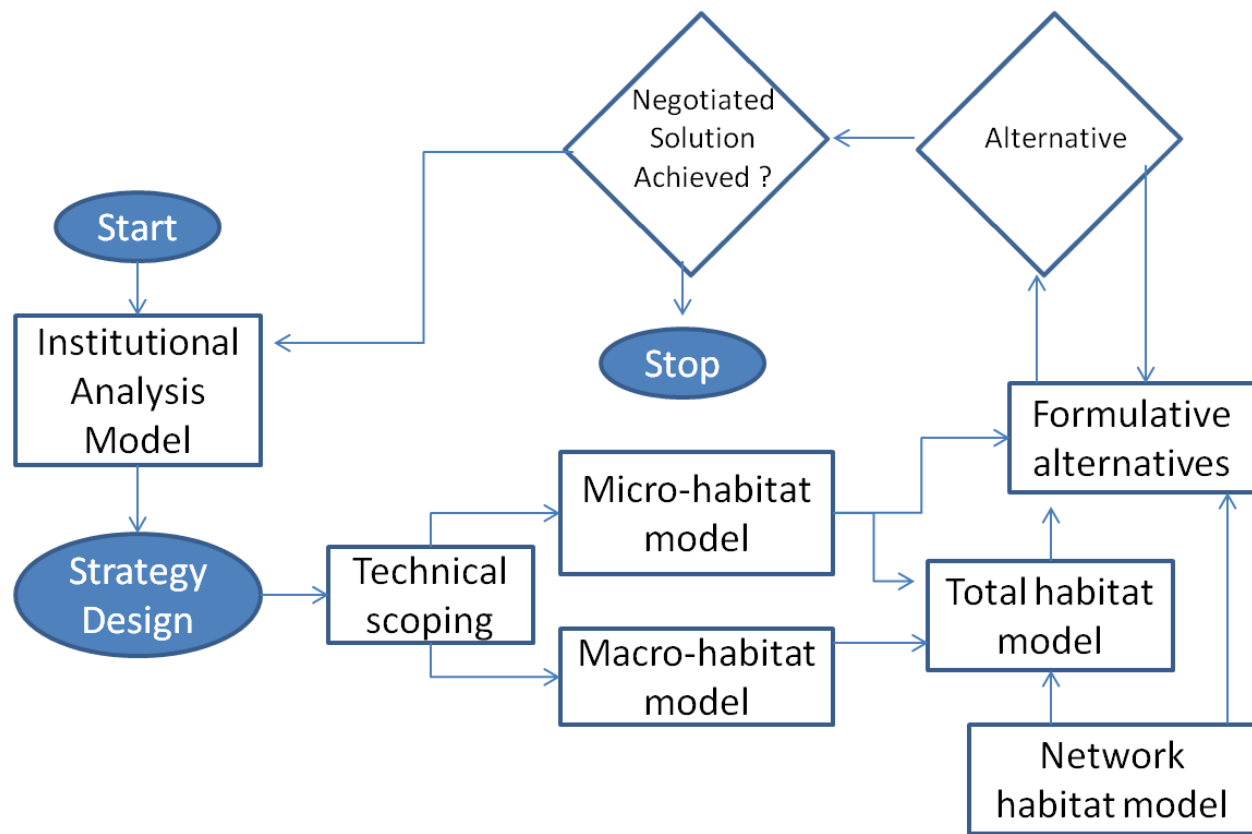 Negotiated
Solution
Achieved ?
Alternative
Start
Institutional
Analysis
Model
Stop
Formulative
alternatives
Micro-habitat
model
Strategy
Design
Technical
scoping
Total habitat
model
Macro-habitat
model
Network
habitat model